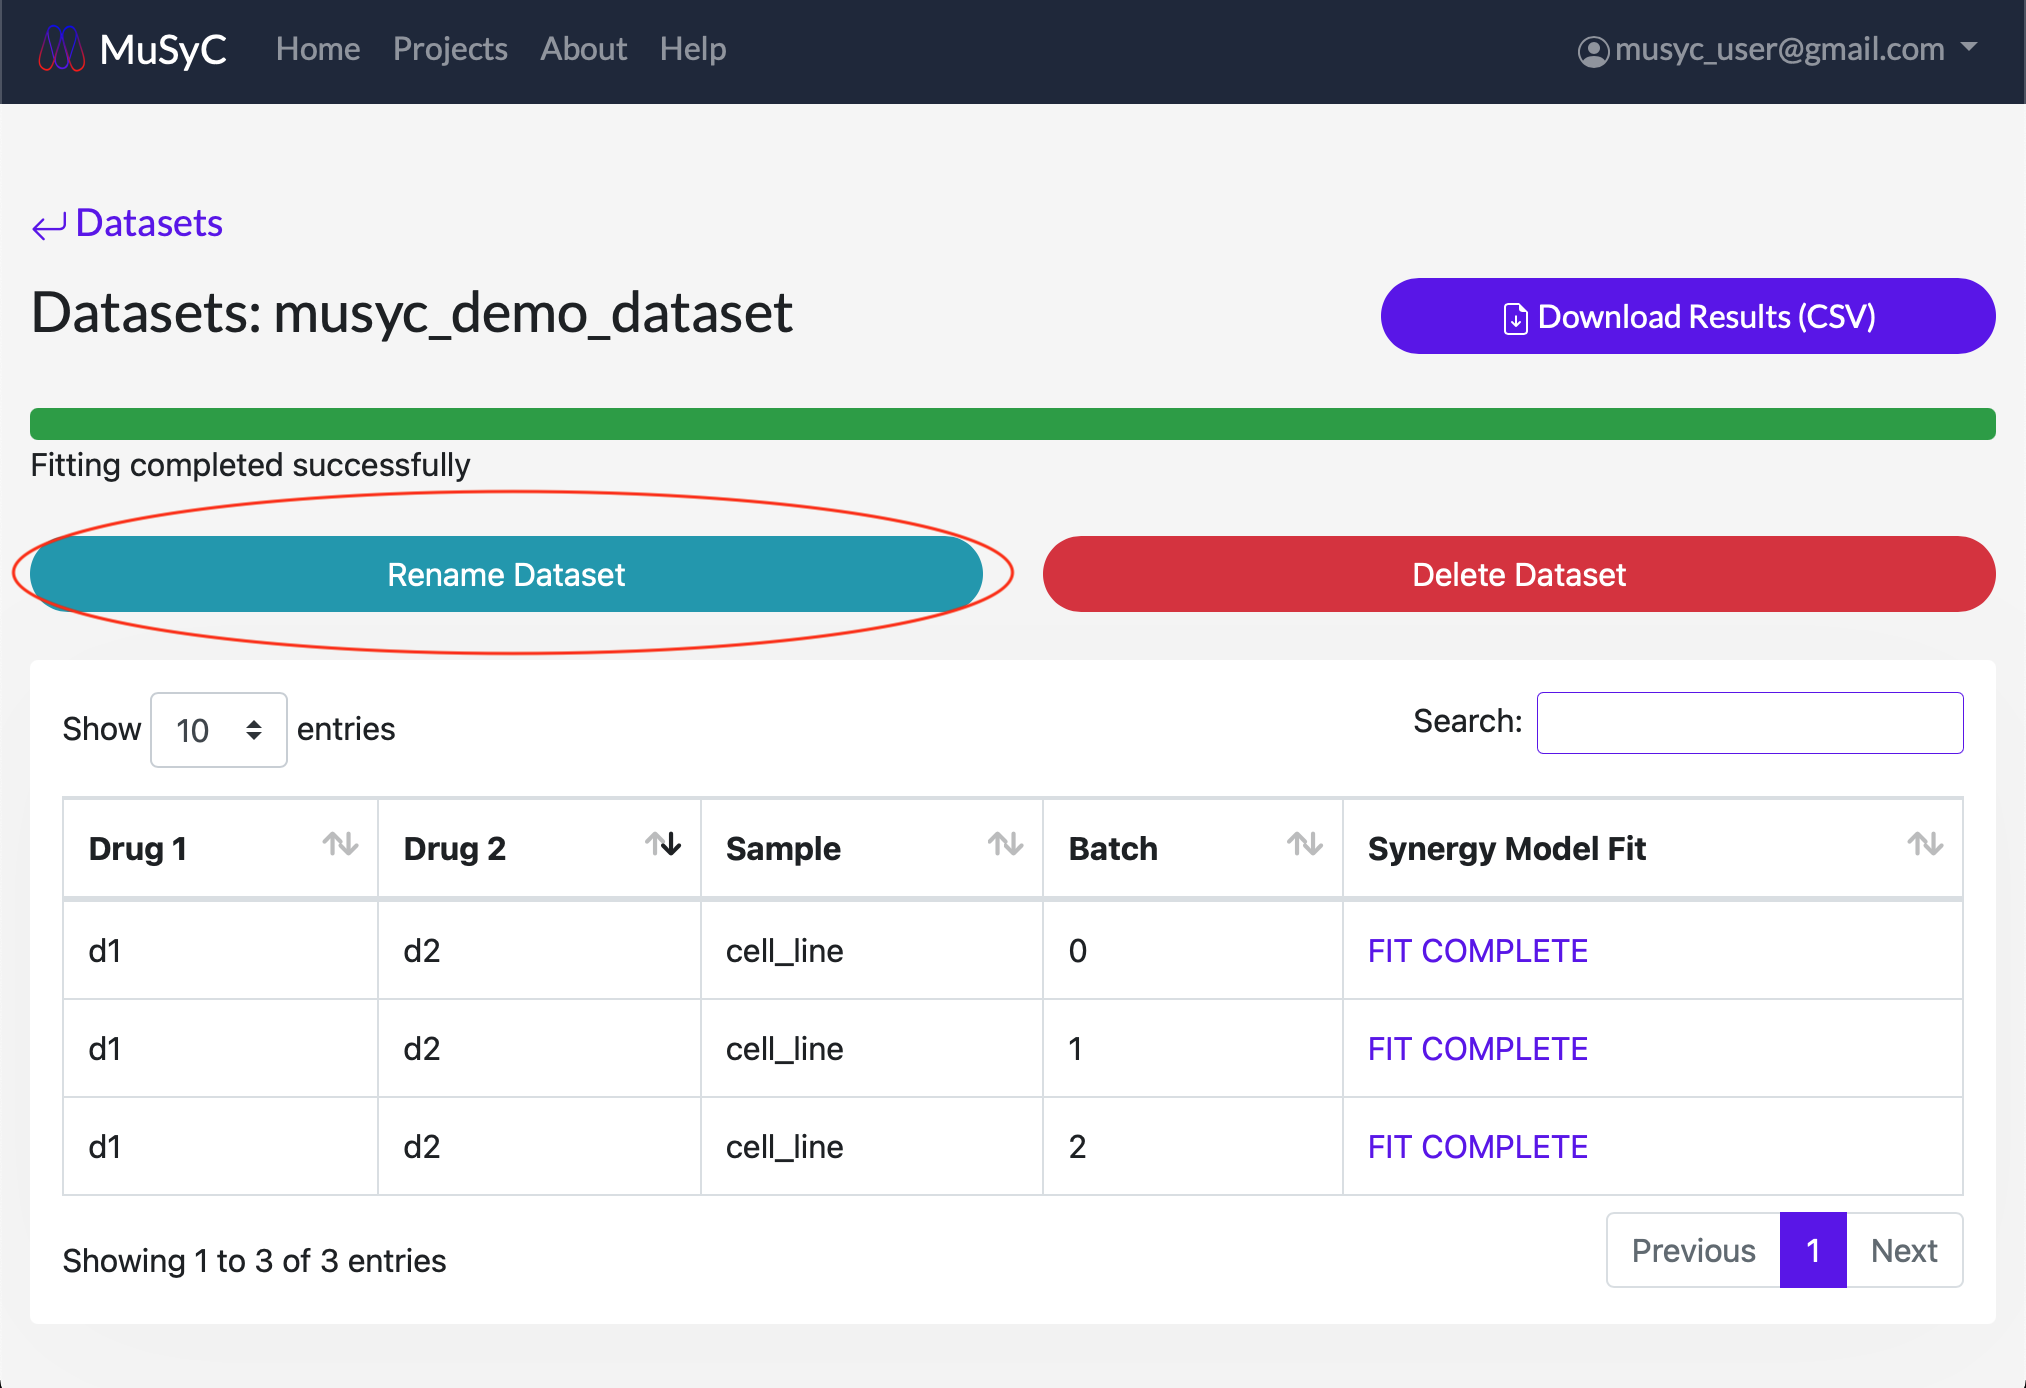 MuSyC Home Projects About Help musyc_user@gmail.com
Datasets
Datasets: musyc_demo_dataset
Download Results (CSV)
Fitting completed successfully
Rename Dataset Delete Dataset
Show 10 entries Search:
Drug 1 Drug 2 Sample Batch Synergy Model Fit
d1 d2 cell_line 0 FIT COMPLETE
d1 d2 cell_line 1 FIT COMPLETE
d1 d2 cell_line 2 FIT COMPLETE
Showing 1 to 3 of 3 entries Previous 1 Next